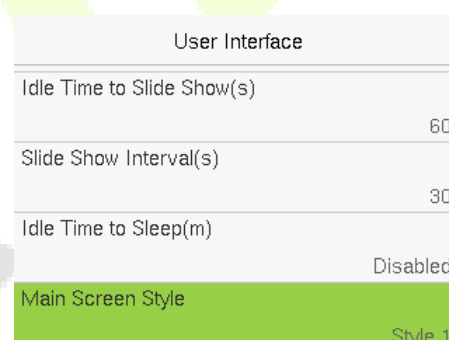 User Interface
Idle Time to Slide Show(s)
60
Slide Show Interval(s)
30
Idle Time to Sleep(m)
Disabled
Main Screen Style
Style 1